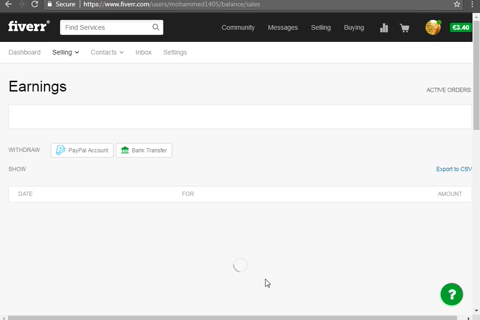 Secure https://www.fiverr.com/users/mohammed1405/balance/sales
fiverr® Find Services Community Messages Selling Buying €3.40
Dashboard Selling Contacts Inbox Settings
Earnings
ACTIVE ORDERS
WITHDRAW PayPal Account Bank Transfer
SHOW Export to CSV
DATE FOR AMOUNT
?